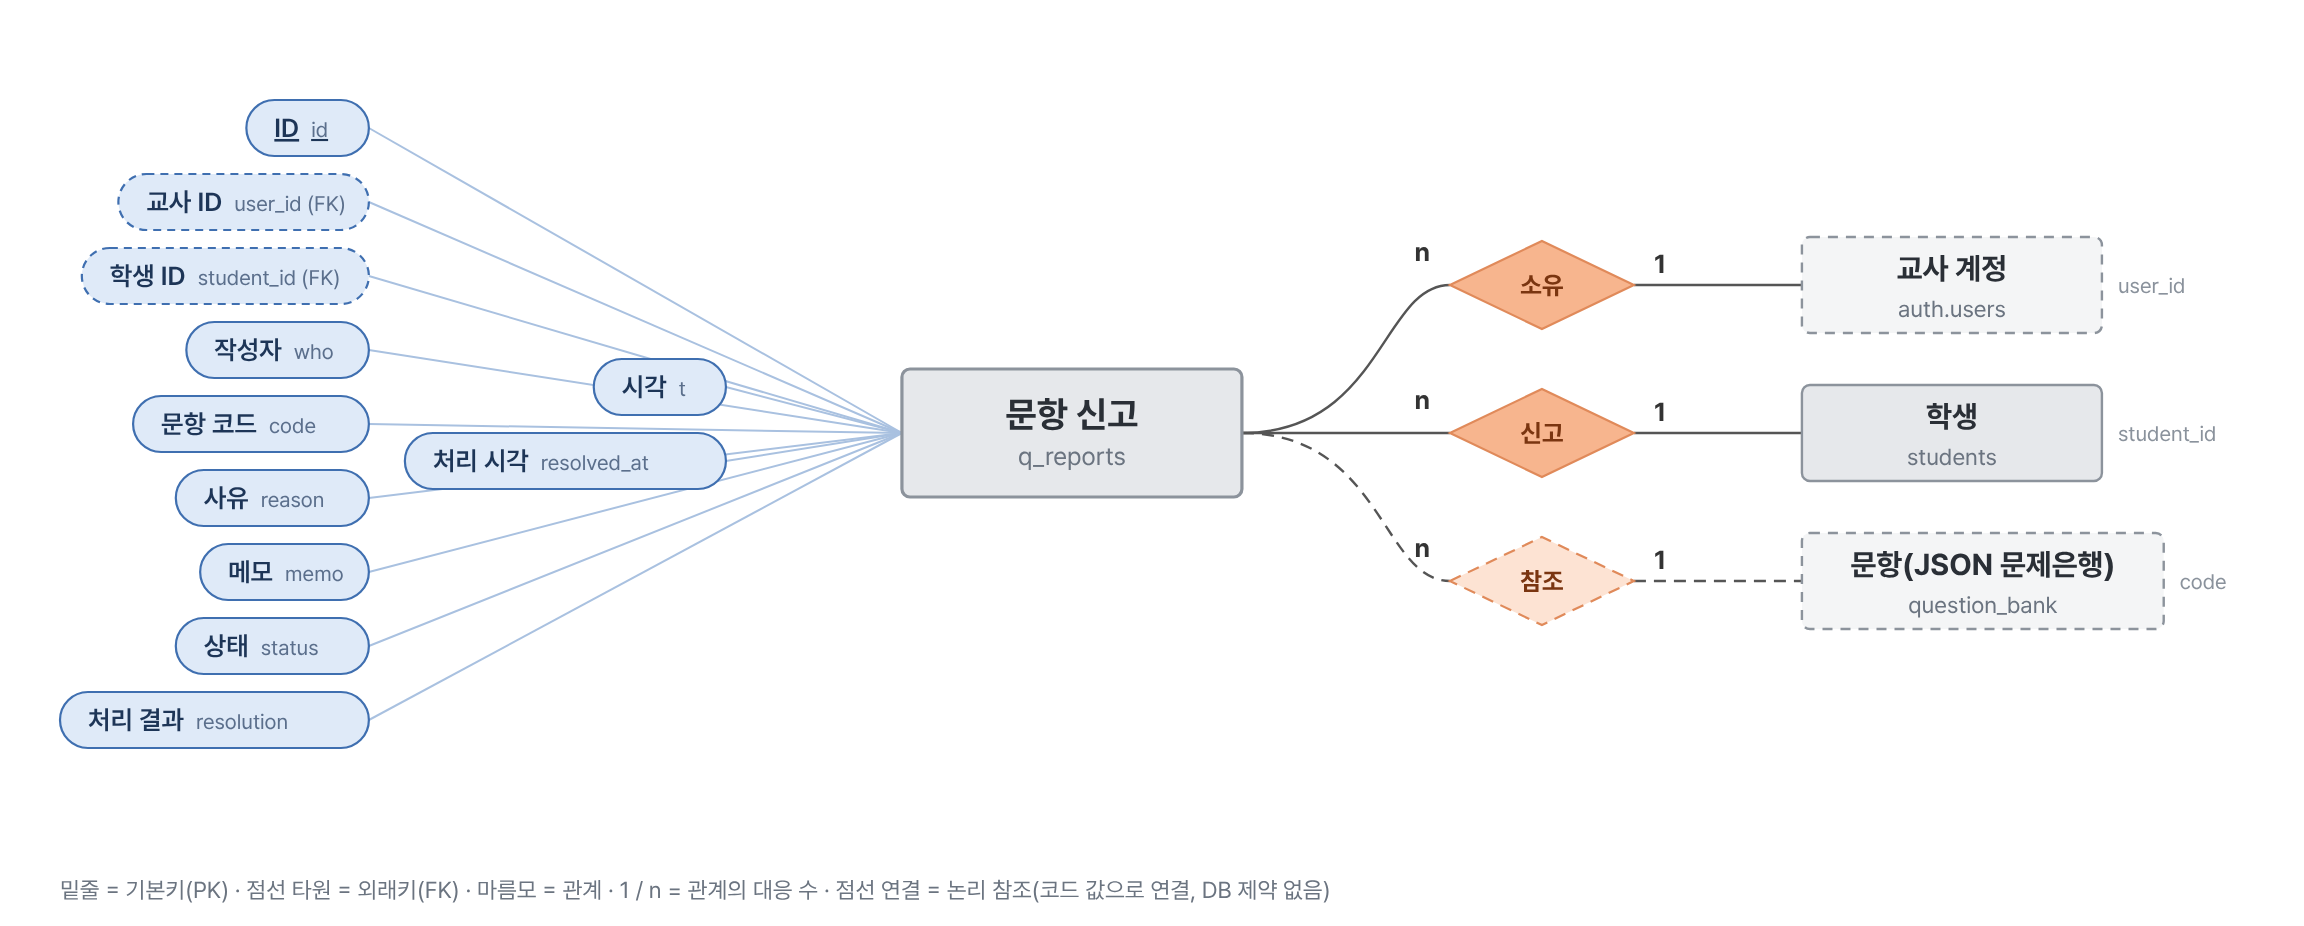 ID id
교사 ID user_id (FK)
학생 ID student_id (FK)
작성자 who
문항 코드 code
사유 reason
메모 memo
상태 status
처리 결과 resolution
시각 t
처리 시각 resolved_at
문항 신고
q_reports
n
소유
1
교사 계정
auth.users
user_id
n
신고
1
학생
students
student_id
n
참조
1
문항(JSON 문제은행)
question_bank
code
밑줄 = 기본키(PK) · 점선 타원 = 외래키(FK) · 마름모 = 관계 · 1 / n = 관계의 대응 수 · 점선 연결 = 논리 참조(코드 값으로 연결, DB 제약 없음)